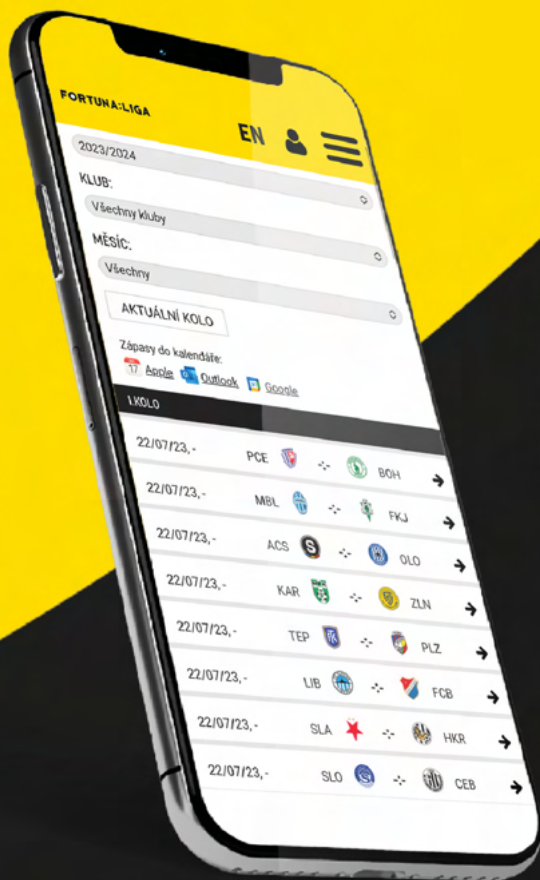 FORTUNA:LIGA
EN
2023/2024
KLUB:
Všechny kluby
MĚSÍC:
Všechny
AKTUÁLNÍ KOLO
Zápasy do kalendáře:
17 Apple Outlook Google
1.KOLO
22/07/23,- PCE -:- BOH
22/07/23,- MBL -:- FKJ
22/07/23,- ACS -:- OLO
22/07/23,- KAR -:- ZLN
22/07/23,- TEP -:- PLZ
22/07/23,- LIB -:- FCB
22/07/23,- SLA -:- HKR
22/07/23,- SLO -:- CEB